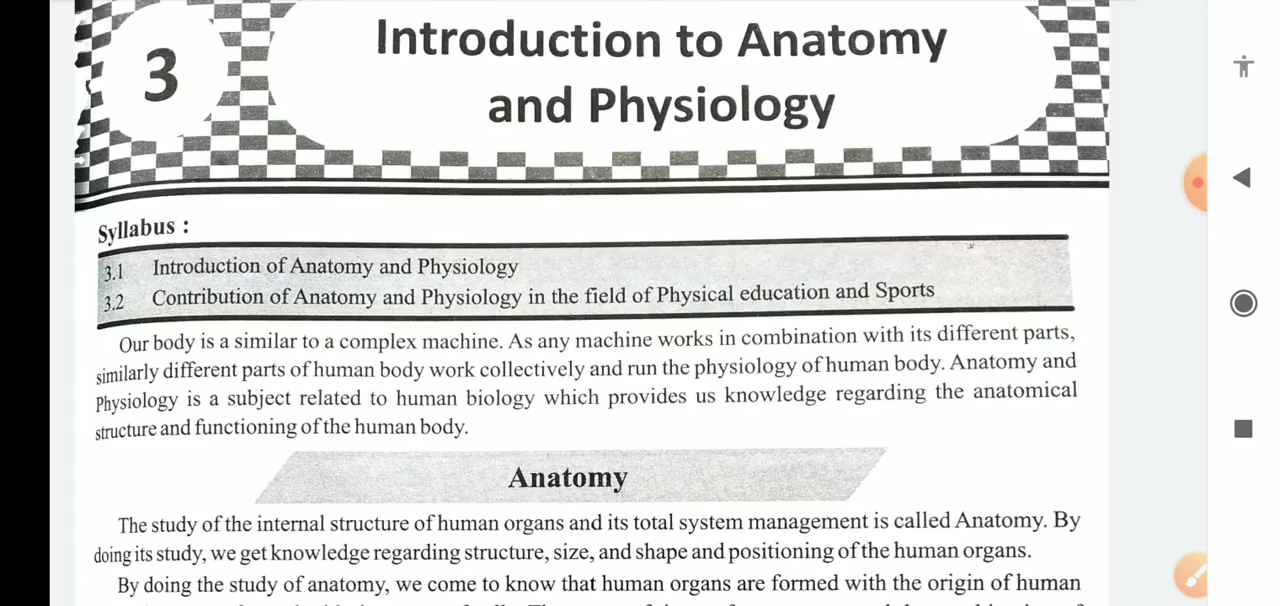 3
Introduction to Anatomy
and Physiology
Syllabus :
3.1 Introduction of Anatomy and Physiology
3.2 Contribution of Anatomy and Physiology in the field of Physical education and Sports
Our body is a similar to a complex machine. As any machine works in combination with its different parts,
similarly different parts of human body work collectively and run the physiology of human body. Anatomy and
Physiology is a subject related to human biology which provides us knowledge regarding the anatomical
structure and functioning of the human body.
Anatomy
The study of the internal structure of human organs and its total system management is called Anatomy. By
doing its study, we get knowledge regarding structure, size, and shape and positioning of the human organs.
By doing the study of anatomy, we come to know that human organs are formed with the origin of human